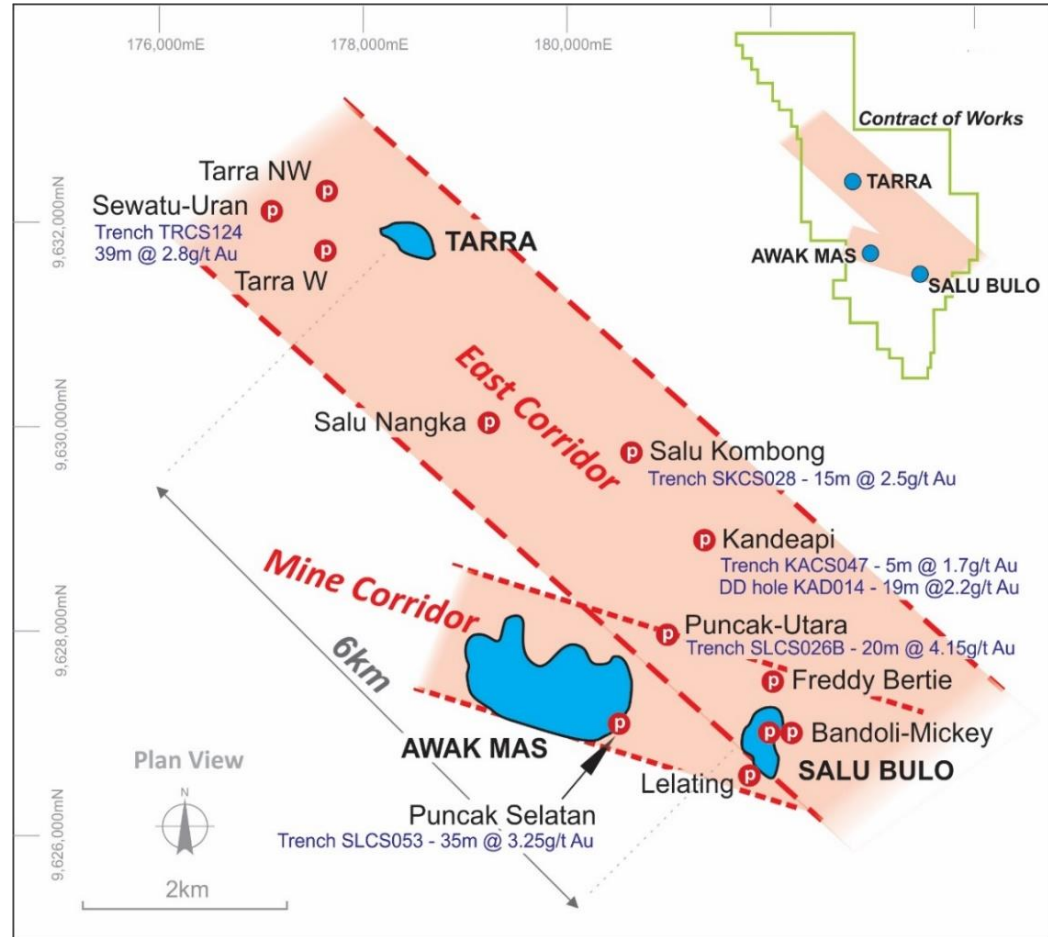 176,000mE
178,000mE
180,000mE
9,632,000mN
9,630,000mN
9,628,000mN
9,626,000mN
Contract of Works
TARRA
AWAK MAS
SALU BULO
Tarra NW
p
Sewatu-Uran
p
Trench TRCS124
39m @ 2.8g/t Au
Tarra W
p
TARRA
East Corridor
Salu Nangka
p
p
Salu Kombong
Trench SKCS028 - 15m @ 2.5g/t Au
p
Kandeapi
Trench KACS047 - 5m @ 1.7g/t Au
DD hole KAD014 - 19m @2.2g/t Au
Mine Corridor
p
Puncak-Utara
Trench SLCS026B - 20m @ 4.15g/t Au
p
Freddy Bertie
6km
p
AWAK MAS
p
p
Bandoli-Mickey
SALU BULO
Lelating
p
Puncak Selatan
Trench SLCS053 - 35m @ 3.25g/t Au
Plan View
N
2km